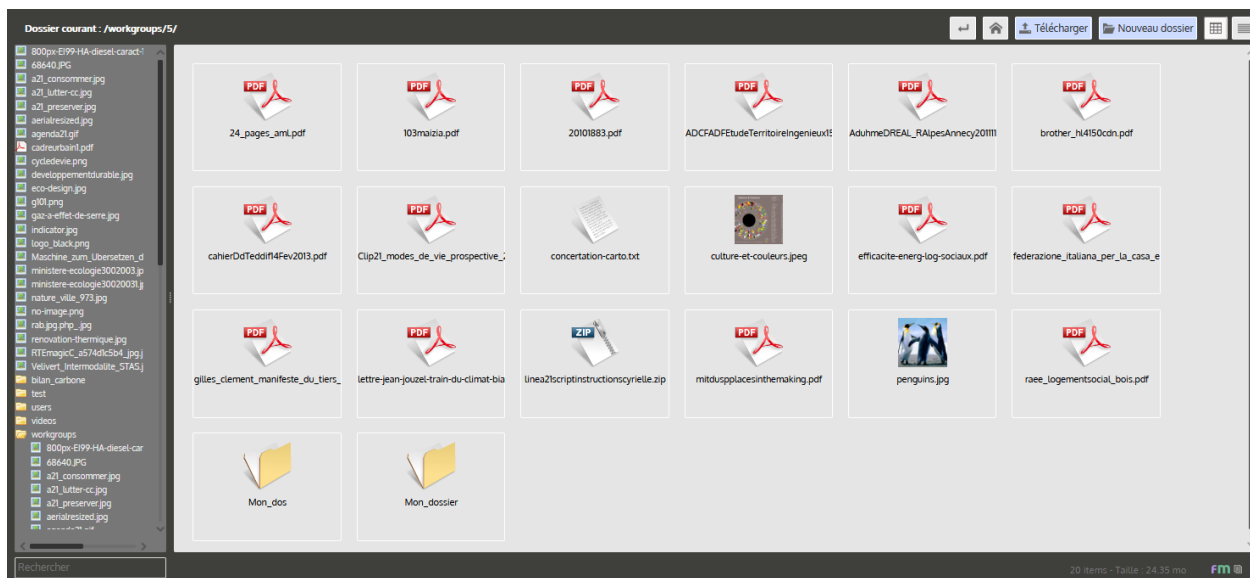 Dossier courant : /workgroups/5/
Télécharger
Nouveau dossier
800px-EI99-HA-diesel-caract-1
68640.JPG
a21_consommer.jpg
a21_lutter-cc.jpg
a21_preserver.jpg
aerialresized.jpg
agenda21.gif
cadreurbain1.pdf
cycledevie.png
developpementdurable.jpg
eco-design.jpg
g101.png
gaz-a-effet-de-serre.jpg
indicator.jpg
logo_black.png
Maschine_zum_Ubersetzen_d
ministere-ecologie3002003.jp
ministere-ecologie30020031.j
nature_ville_973.jpg
no-image.png
rab.jpg.php_.jpg
renovation-thermique.jpg
RTEmagicC_a574d1c5b4_.jpg.j
Velivert_Intermodalite_STAS.j
bilan_carbone
test
users
videos
workgroups
800px-EI99-HA-diesel-car
68640.JPG
a21_consommer.jpg
a21_lutter-cc.jpg
a21_preserver.jpg
aerialresized.jpg
agenda21.gif
Rechercher
PDF PDF PDF PDF PDF PDF
24_pages_aml.pdf 103maizia.pdf 20101883.pdf ADCFADFEtudeTerritoireIngenieux15 AduhmeDREAL_RAlpesAnnecy201111 brother_hl4150cdn.pdf
PDF PDF PDF PDF
cahierDdTeddif14Fev2013.pdf Clip21_modes_de_vie_prospective_2 concertation-carto.txt culture-et-couleurs.jpeg efficacite-energ-log-sociaux.pdf federazione_italiana_per_la_casa_e
PDF PDF ZIP PDF PDF
gilles_clement_manifeste_du_tiers_ lettre-jean-jouzel-train-du-climat-bia linea21scriptinstructionscyrielle.zip mitduspplacesinthemaking.pdf penguins.jpg raee_logementsocial_bois.pdf
Mon_dos Mon_dossier
20 items - Taille : 24.35 mo
fm